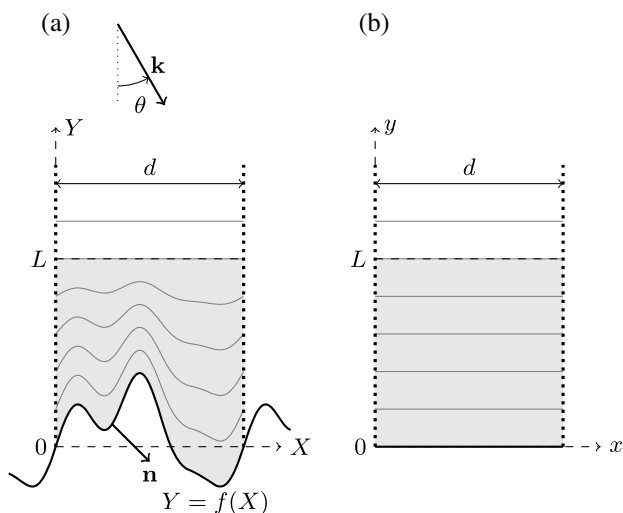 (a) (b)
k
θ
Y y
d d
L L
0 X 0 x
n
Y = f(X)